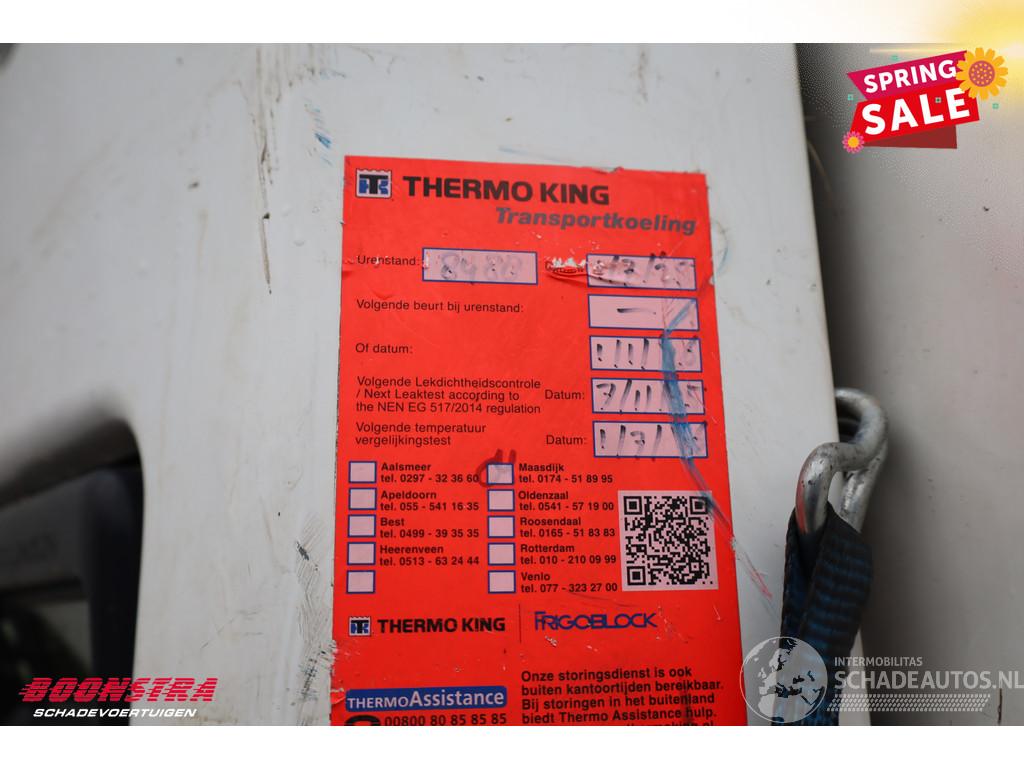 SPRING
SALE
TK THERMO KING
Transportkoeling
Urenstand: 8480
Volgende beurt bij urenstand: —
Of datum:
Volgende Lekdichtheidscontrole
/ Next Leaktest according to Datum:
the NEN EG 517/2014 regulation
Volgende temperatuur
vergelijkingstest Datum:
Aalsmeer
tel. 0297 - 32 36 60
Maasdijk
tel. 0174 - 51 89 95
Apeldoorn
tel. 055 - 541 16 35
Oldenzaal
tel. 0541 - 57 19 00
Best
tel. 0499 - 39 35 35
Roosendaal
tel. 0165 - 51 83 83
Heerenveen
tel. 0513 - 63 24 44
Rotterdam
tel. 010 - 210 09 99
Venlo
tel. 077 - 323 27 00
TK THERMO KING FRIGOBLOCK
THERMOAssistance
00800 80 85 85 85
Onze storingsdienst is ook
buiten kantoortijden bereikbaar.
Bij storingen in het buitenland
biedt Thermo Assistance hulp.
BOONSTRA
SCHADEVOERTUIGEN
INTERMOBILITAS
SCHADEAUTOS.NL